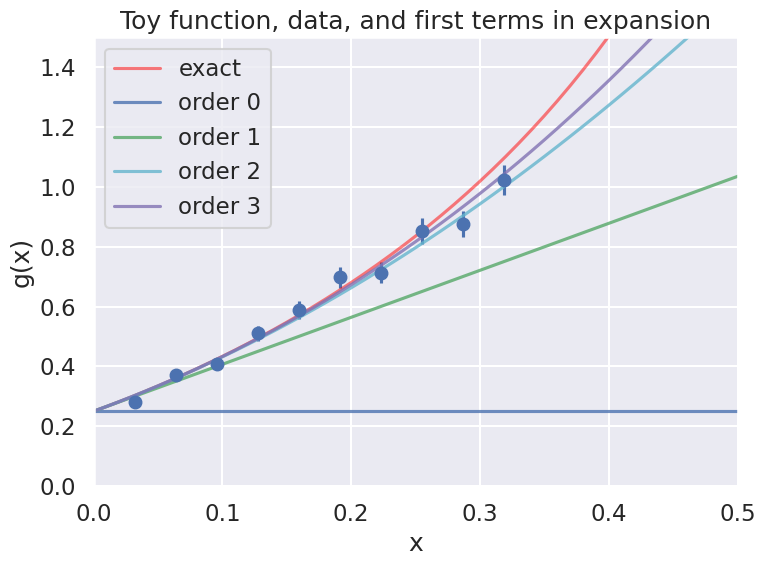 Toy function, data, and first terms in expansion
exact
order 0
order 1
order 2
order 3
g(x)
1.4
1.2
1.0
0.8
0.6
0.4
0.2
0.0
0.0 0.1 0.2 0.3 0.4 0.5
x